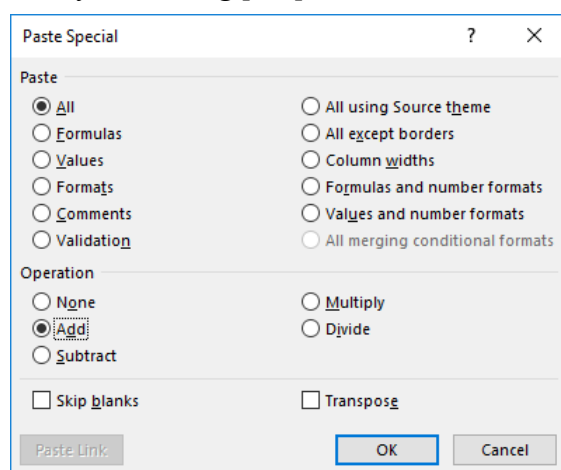 Paste Special ? ×
Paste
All All using Source theme
Formulas All except borders
Values Column widths
Formats Formulas and number formats
Comments Values and number formats
Validation All merging conditional formats
Operation
None Multiply
Add Divide
Subtract
Skip blanks Transpose
Paste Link OK Cancel